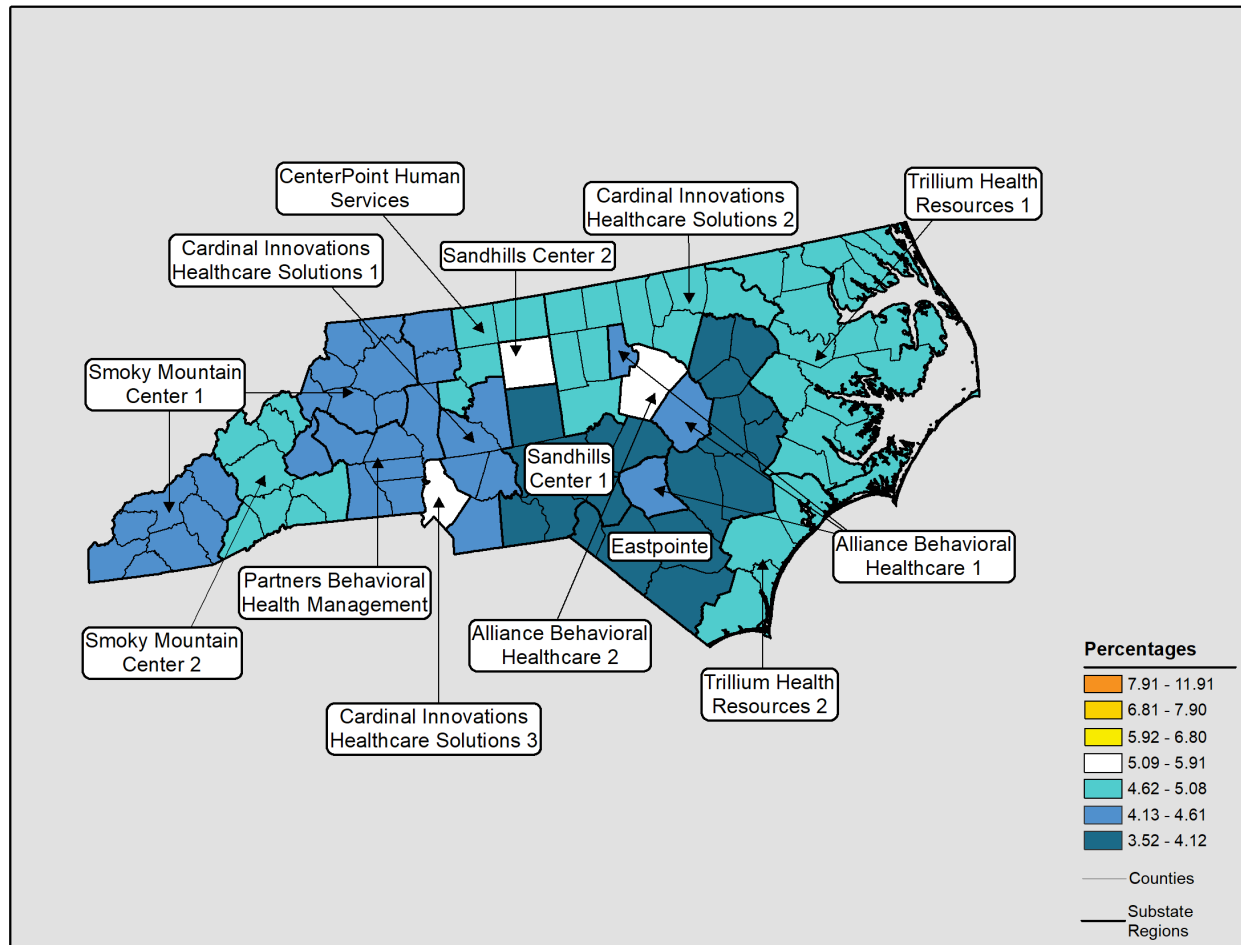 CenterPoint Human
Services
Cardinal Innovations
Healthcare Solutions 2
Trillium Health
Resources 1
Cardinal Innovations
Healthcare Solutions 1
Sandhills Center 2
Smoky Mountain
Center 1
Sandhills
Center 1
Eastpointe
Alliance Behavioral
Healthcare 1
Partners Behavioral
Health Management
Smoky Mountain
Center 2
Alliance Behavioral
Healthcare 2
Trillium Health
Resources 2
Cardinal Innovations
Healthcare Solutions 3
Percentages
7.91 - 11.91
6.81 - 7.90
5.92 - 6.80
5.09 - 5.91
4.62 - 5.08
4.13 - 4.61
3.52 - 4.12
Counties
Substate
Regions